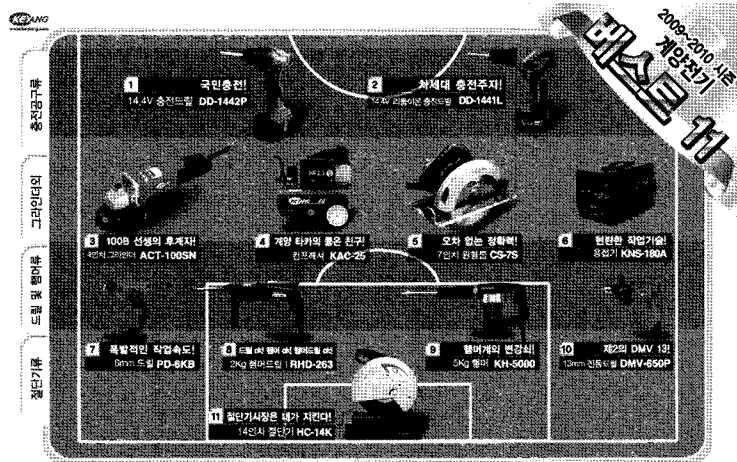 KEYANG
2009~2010 시즌
계양전기
베스트 11
충전공구류
1 국민충전!
14.4V 충전드릴 DD-1442P
2 차세대 충전주자!
14.4V 리튬이온 충전드릴 DD-1441L
그라인더외
3 100B 선생의 후계자!
4인치 그라인더 ACT-100SN
4 계양 타카의 좋은 친구!
컨프레셔 KAC-25
5 오차 없는 정확력!
7인치 원형톱 CS-7S
6 현란한 작업기술!
용접기 KNS-180A
드릴 및 햄머류
7 폭발적인 작업속도!
6mm 드릴 PD-6KB
8 드릴 OK! 햄머 OK! 햄머드릴 OK!
2Kg 햄머드릴 RHD-263
9 햄머계의 변강쇠!
5Kg 햄머 KH-5000
10 제2의 DMV 13!
13mm 진동드릴 DMV-650P
절단기류
11 절단기시장은 내가 지킨다!
14인치 절단기 HC-14K